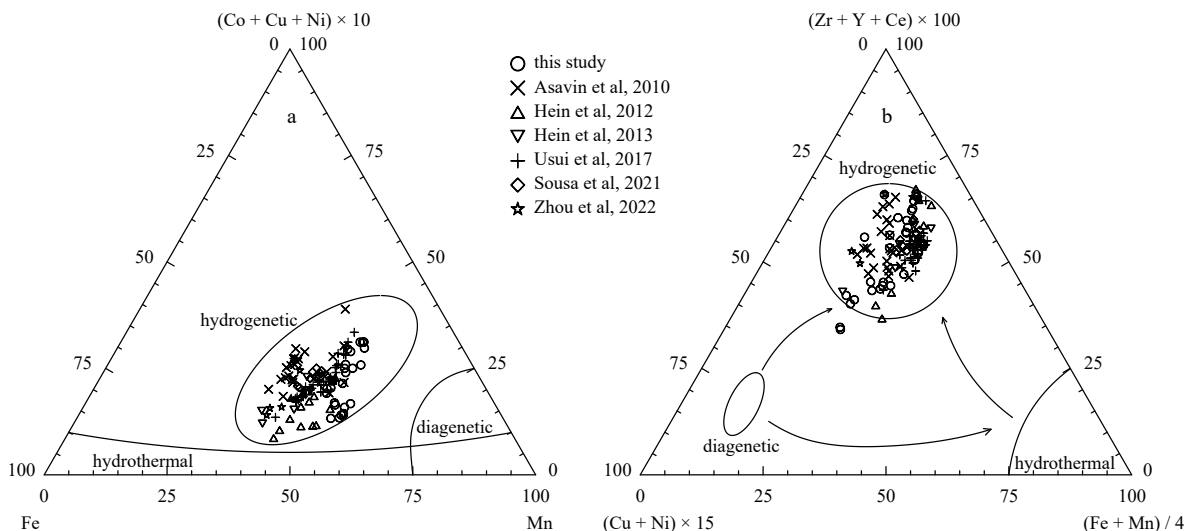 (Co + Cu + Ni) × 10
0 100
a
25
75
hydrogenetic
50
50
75
25
diagenetic
hydrothermal
100
0
0
25
50
75
100
Fe
Mn
this study
Asavin et al, 2010
Hein et al, 2012
Hein et al, 2013
Usui et al, 2017
Sousa et al, 2021
Zhou et al, 2022
(Zr + Y + Ce) × 100
0 100
b
25
75
hydrogenetic
50
50
75
25
diagenetic
hydrothermal
100
0
0
25
50
75
100
(Cu + Ni) × 15
(Fe + Mn) / 4